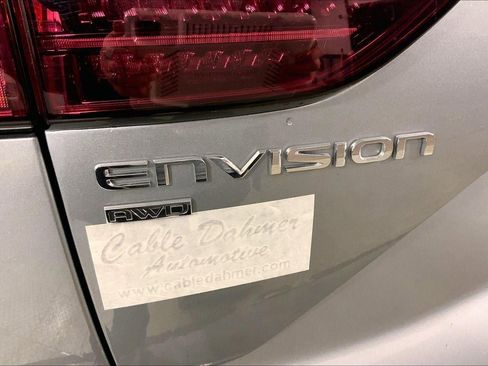 ENVISION
AWD
Cable Dahmer
Automotive
www.cabledahmer.com